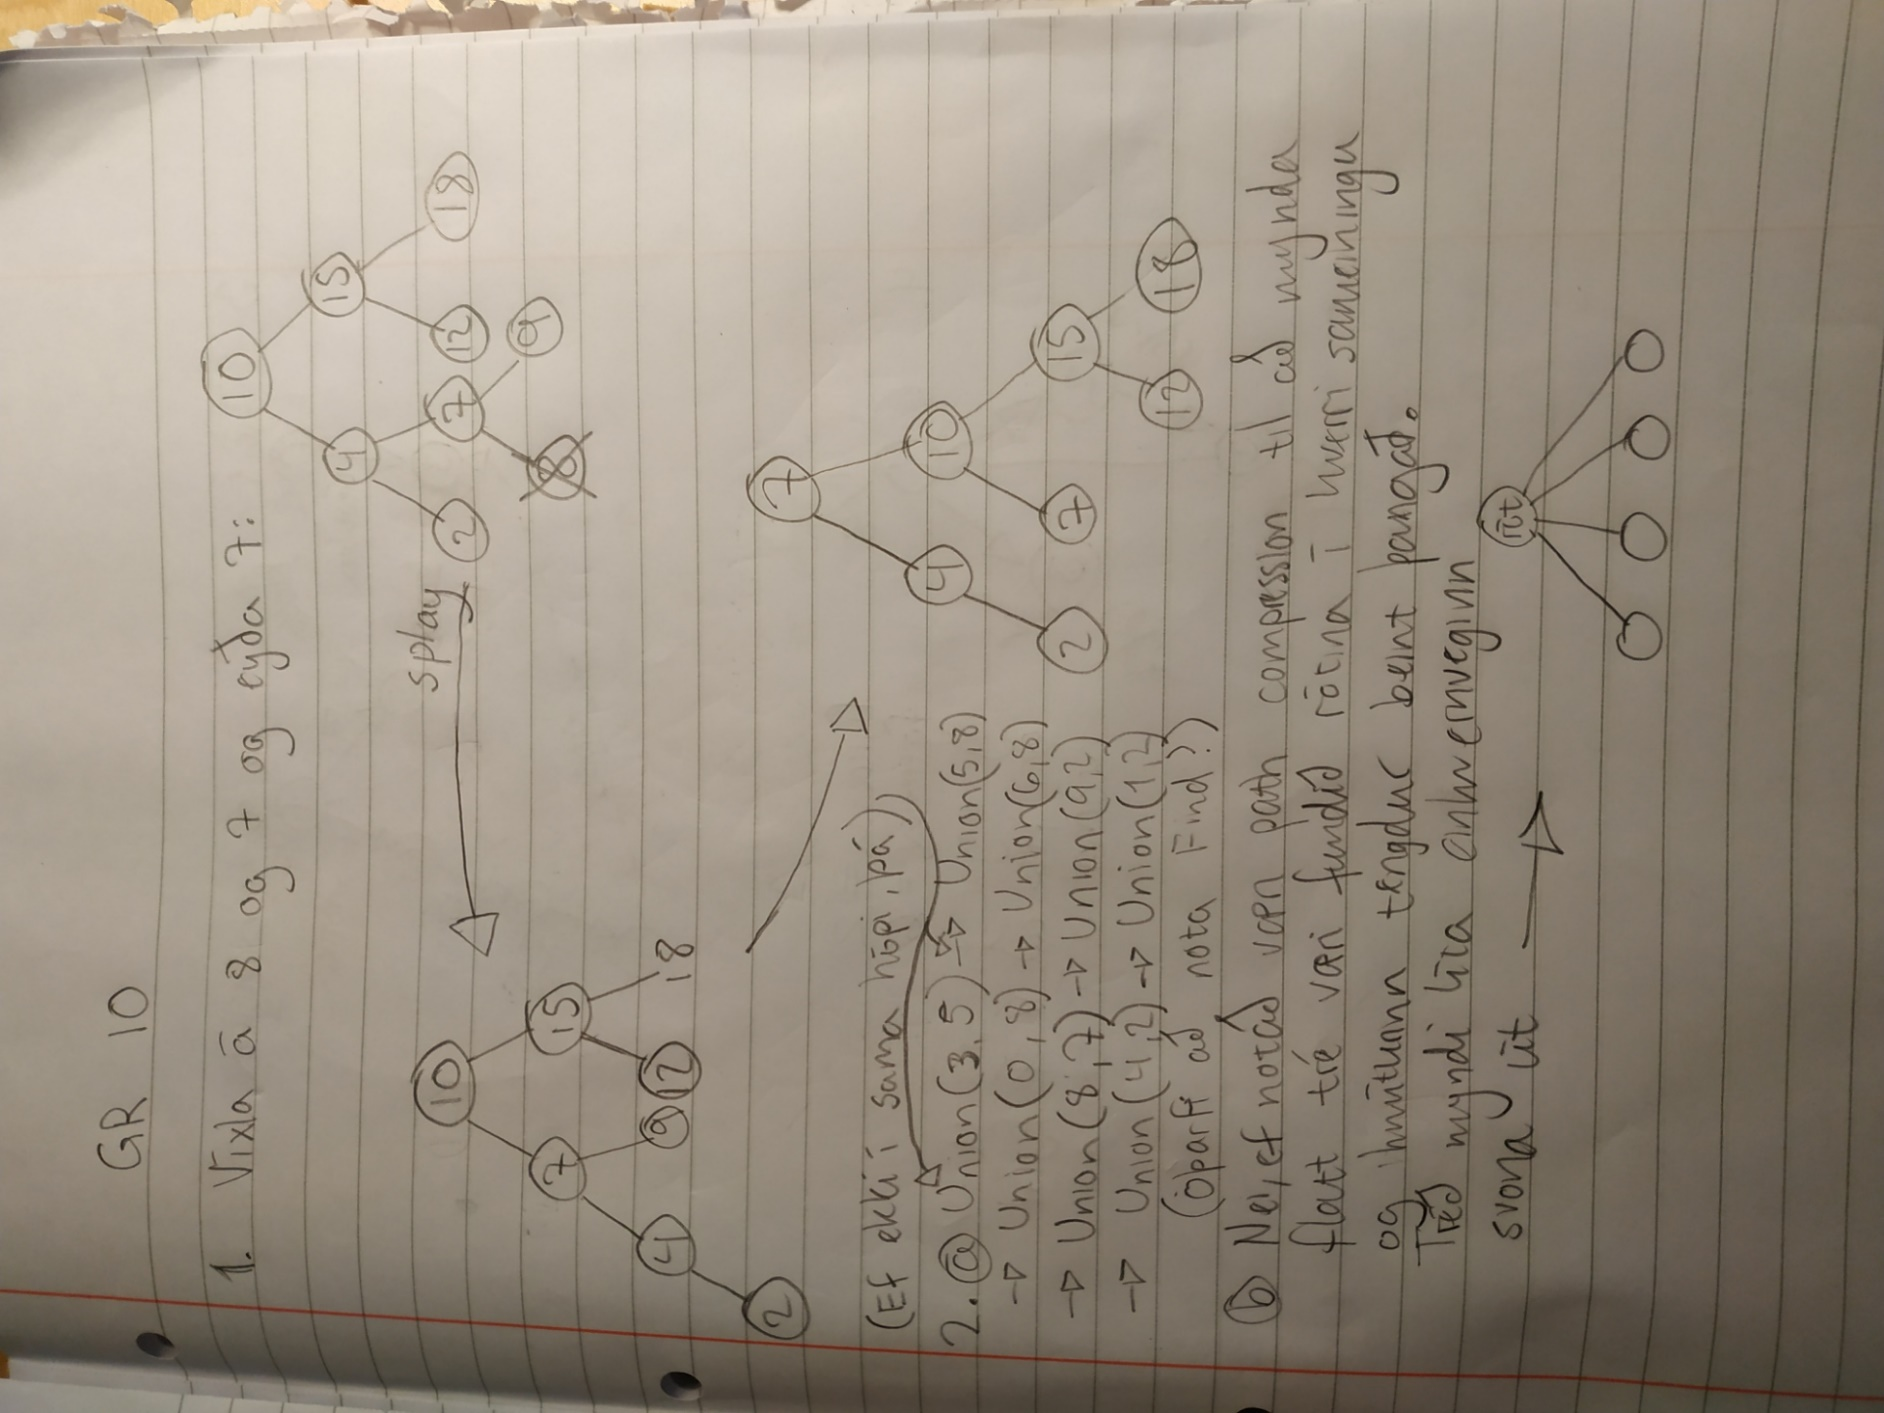 GR 10
1. Víxla á 8 og 7 og eyða 7:
10
4 15
2 7 12 18
8 9
splay
10
7 15
4 9 12 18
2
7
4 10
2 7 15
12 18
(Ef ekki í sama hópi, þá)
2. a Union(3,5) → Union(5,8)
→ Union(0,8) → Union(6,8)
→ Union(8,7) → Union(9,2)
→ Union(4,2) → Union(1,2)
(óþarft að nota Find?)
b Nei, ef notað væri path compression til að mynda
flatt tré væri fundið rótina í hverri sameiningu
og hnúturinn tengdur beint þangað.
Tréð myndi líta einhvernveginn
svona út →
rót